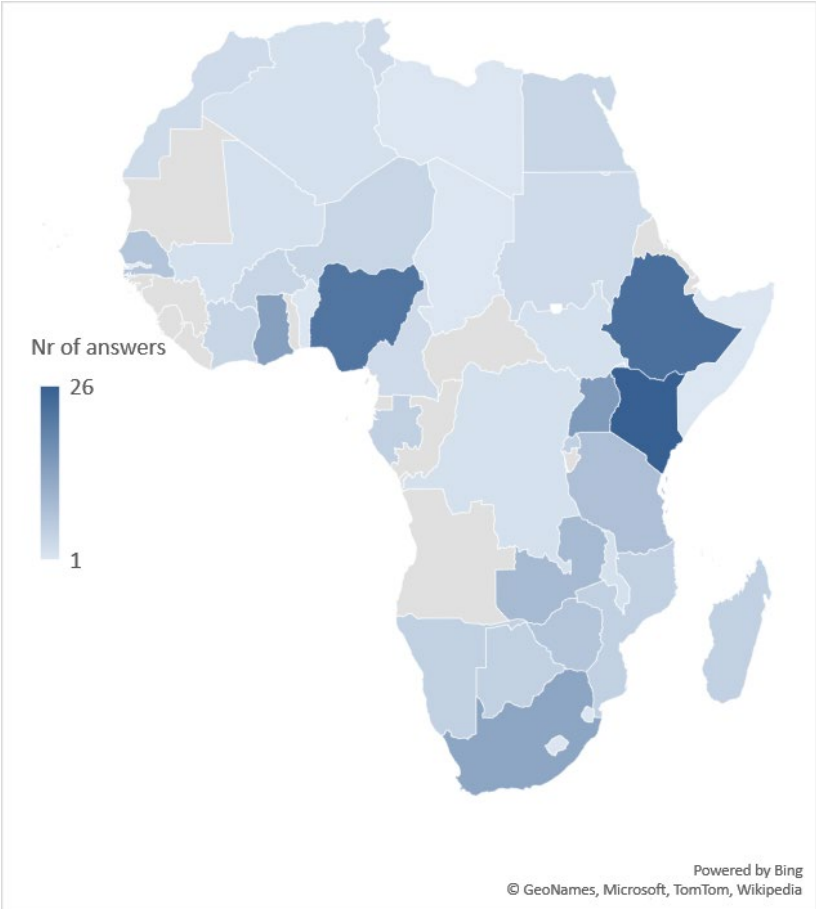 Nr of answers
26
1
Powered by Bing
© GeoNames, Microsoft, TomTom, Wikipedia